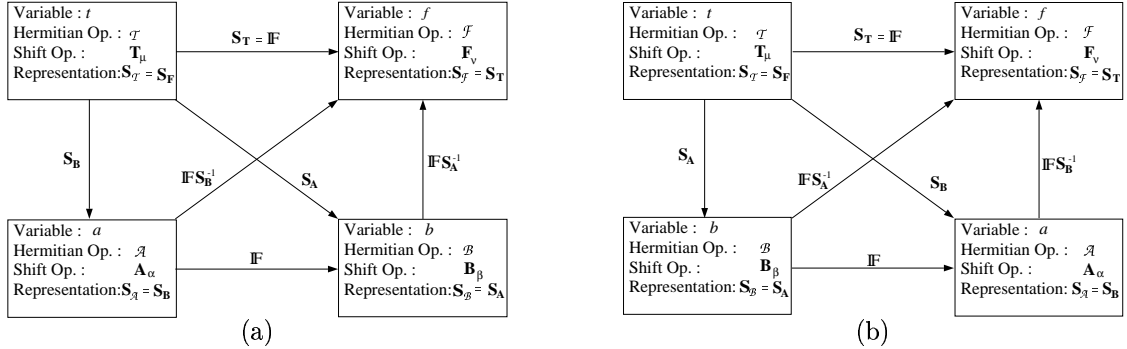 Variable : t
Hermitian Op. : 𝒯
Shift Op. : T_μ
Representation: S_𝒯 = S_F
S_T = 𝔽
Variable : f
Hermitian Op. : ℱ
Shift Op. : F_ν
Representation: S_ℱ = S_T
S_B
𝔽S_B^-1
S_A
𝔽S_A^-1
Variable : a
Hermitian Op. : 𝒜
Shift Op. : A_α
Representation: S_𝒜 = S_B
𝔽
Variable : b
Hermitian Op. : ℬ
Shift Op. : B_β
Representation: S_ℬ = S_A
(a)
Variable : t
Hermitian Op. : 𝒯
Shift Op. : T_μ
Representation: S_𝒯 = S_F
S_T = 𝔽
Variable : f
Hermitian Op. : ℱ
Shift Op. : F_ν
Representation: S_ℱ = S_T
S_A
𝔽S_A^-1
S_B
𝔽S_B^-1
Variable : b
Hermitian Op. : ℬ
Shift Op. : B_β
Representation: S_ℬ = S_A
𝔽
Variable : a
Hermitian Op. : 𝒜
Shift Op. : A_α
Representation: S_𝒜 = S_B
(b)